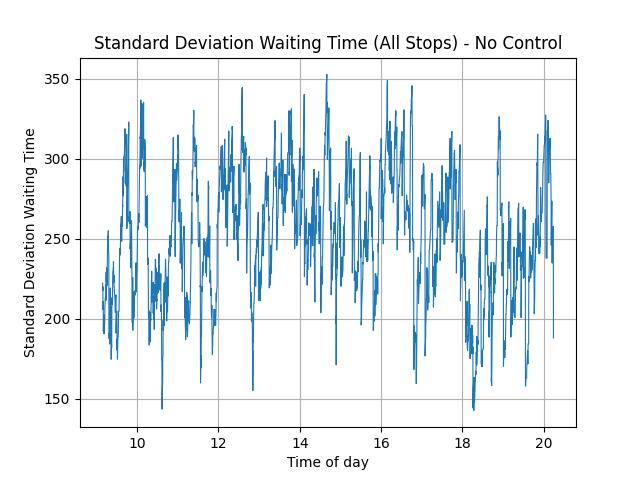 Standard Deviation Waiting Time (All Stops) - No Control
Standard Deviation Waiting Time
350
300
250
200
150
10 12 14 16 18 20
Time of day